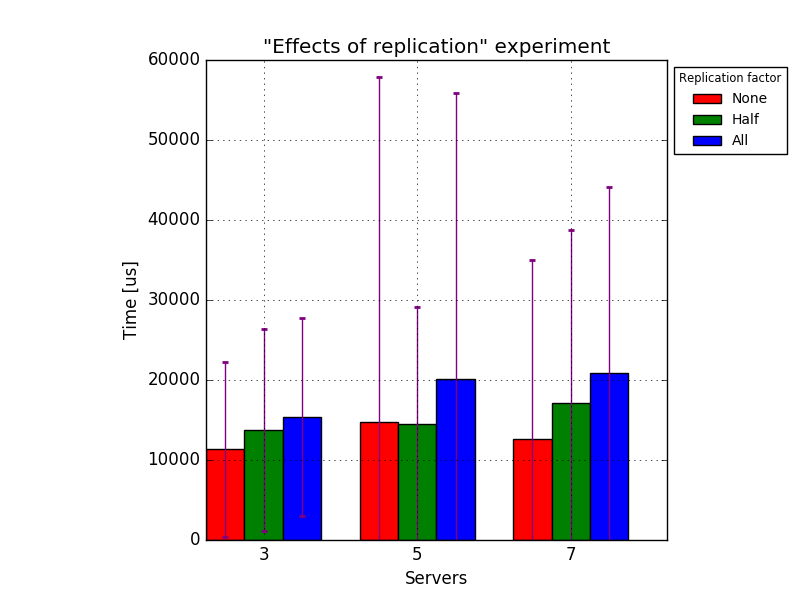 "Effects of replication" experiment
60000
50000
40000
30000
20000
10000
0
Time [us]
3
5
7
Servers
Replication factor
None
Half
All